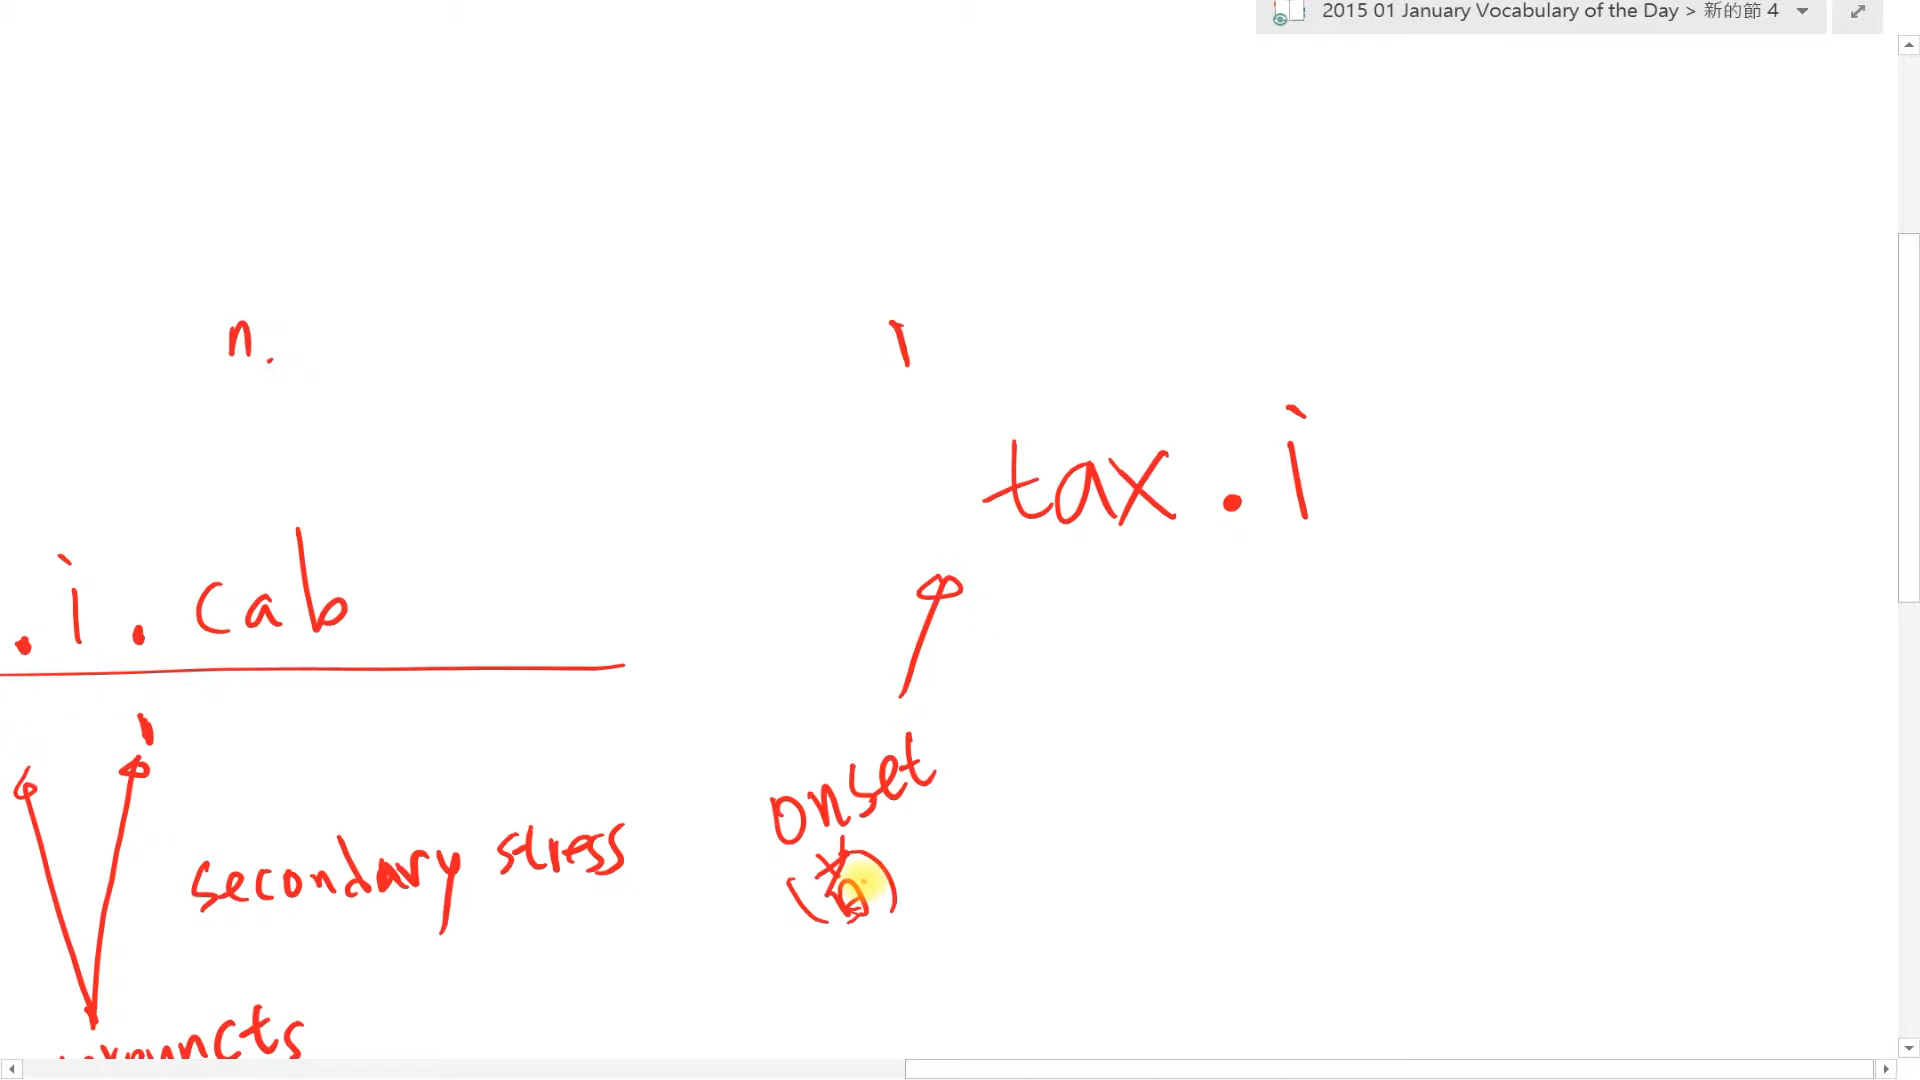 2015 01 January Vocabulary of the Day > 新的節 4
n.
tax.i
.i.cab
onset
secondary stress